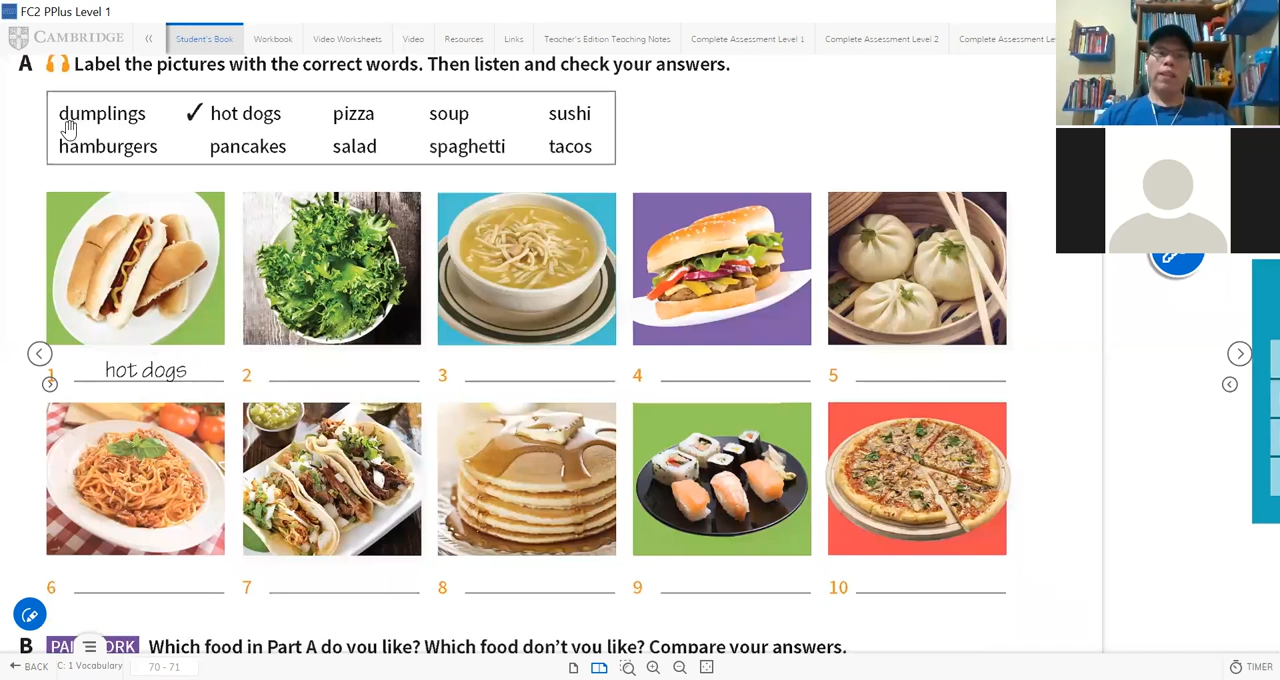 FC2 PPlus Level 1
CAMBRIDGE
Student's Book Workbook Video Worksheets Video Resources Links Teacher's Edition Teaching Notes Complete Assessment Level 1 Complete Assessment Level 2 Complete Assessment Le
A Label the pictures with the correct words. Then listen and check your answers.
dumplings ✓ hot dogs pizza soup sushi
hamburgers pancakes salad spaghetti tacos
1 hot dogs 2 3 4 5
6 7 8 9 10
B Which food in Part A do you like? Which food don't you like? Compare your answers.
BACK C: 1 Vocabulary 70 - 71 TIMER